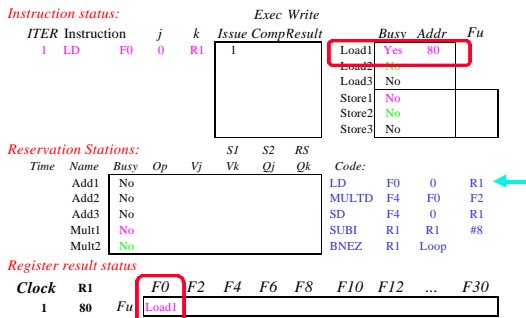 Instruction status: Exec Write
ITER Instruction j k Issue Comp Result Busy Addr Fu
1 LD F0 0 R1 1 Load1 Yes 80
Load2 No
Load3 No
Store1 No
Store2 No
Store3 No
Reservation Stations: S1 S2 RS
Time Name Busy Op Vj Vk Qj Qk Code:
Add1 No LD F0 0 R1
Add2 No MULTD F4 F0 F2
Add3 No SD F4 0 R1
Mult1 No SUBI R1 R1 #8
Mult2 No BNEZ R1 Loop
Register result status
Clock R1 F0 F2 F4 F6 F8 F10 F12 ... F30
1 80 Fu Load1